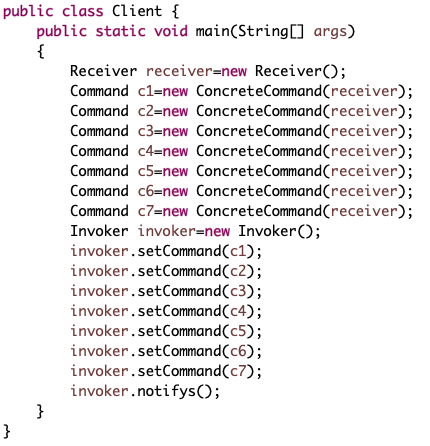 public class Client {
    public static void main(String[] args)
    {
        Receiver receiver=new Receiver();
        Command c1=new ConcreteCommand(receiver);
        Command c2=new ConcreteCommand(receiver);
        Command c3=new ConcreteCommand(receiver);
        Command c4=new ConcreteCommand(receiver);
        Command c5=new ConcreteCommand(receiver);
        Command c6=new ConcreteCommand(receiver);
        Command c7=new ConcreteCommand(receiver);
        Invoker invoker=new Invoker();
        invoker.setCommand(c1);
        invoker.setCommand(c2);
        invoker.setCommand(c3);
        invoker.setCommand(c4);
        invoker.setCommand(c5);
        invoker.setCommand(c6);
        invoker.setCommand(c7);
        invoker.notifys();
    }
}